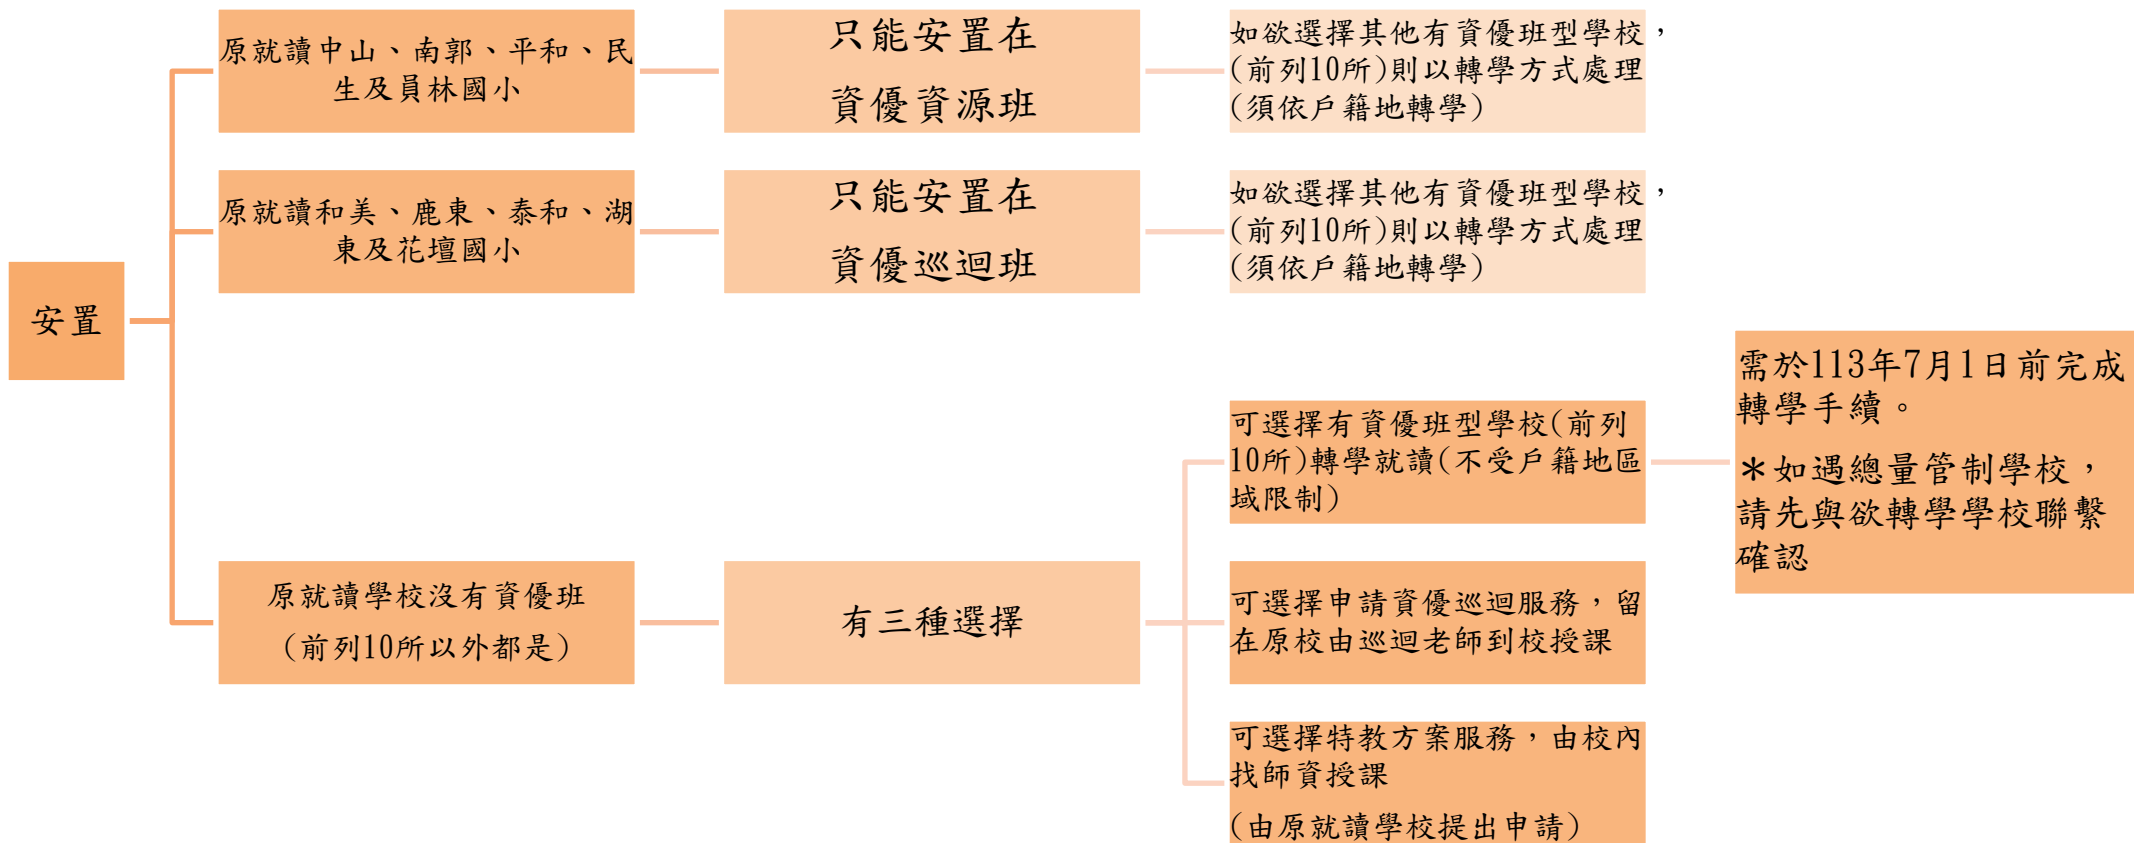 安置
原就讀中山、南郭、平和、民
生及員林國小
只能安置在
資優資源班
如欲選擇其他有資優班型學校，
(前列10所)則以轉學方式處理
(須依戶籍地轉學)
原就讀和美、鹿東、泰和、湖
東及花壇國小
只能安置在
資優巡迴班
如欲選擇其他有資優班型學校，
(前列10所)則以轉學方式處理
(須依戶籍地轉學)
原就讀學校沒有資優班
(前列10所以外都是)
有三種選擇
可選擇有資優班型學校(前列
10所)轉學就讀(不受戶籍地區
域限制)
需於113年7月1日前完成
轉學手續。
＊如遇總量管制學校，
請先與欲轉學學校聯繫
確認
可選擇申請資優巡迴服務，留
在原校由巡迴老師到校授課
可選擇特教方案服務，由校內
找師資授課
(由原就讀學校提出申請)